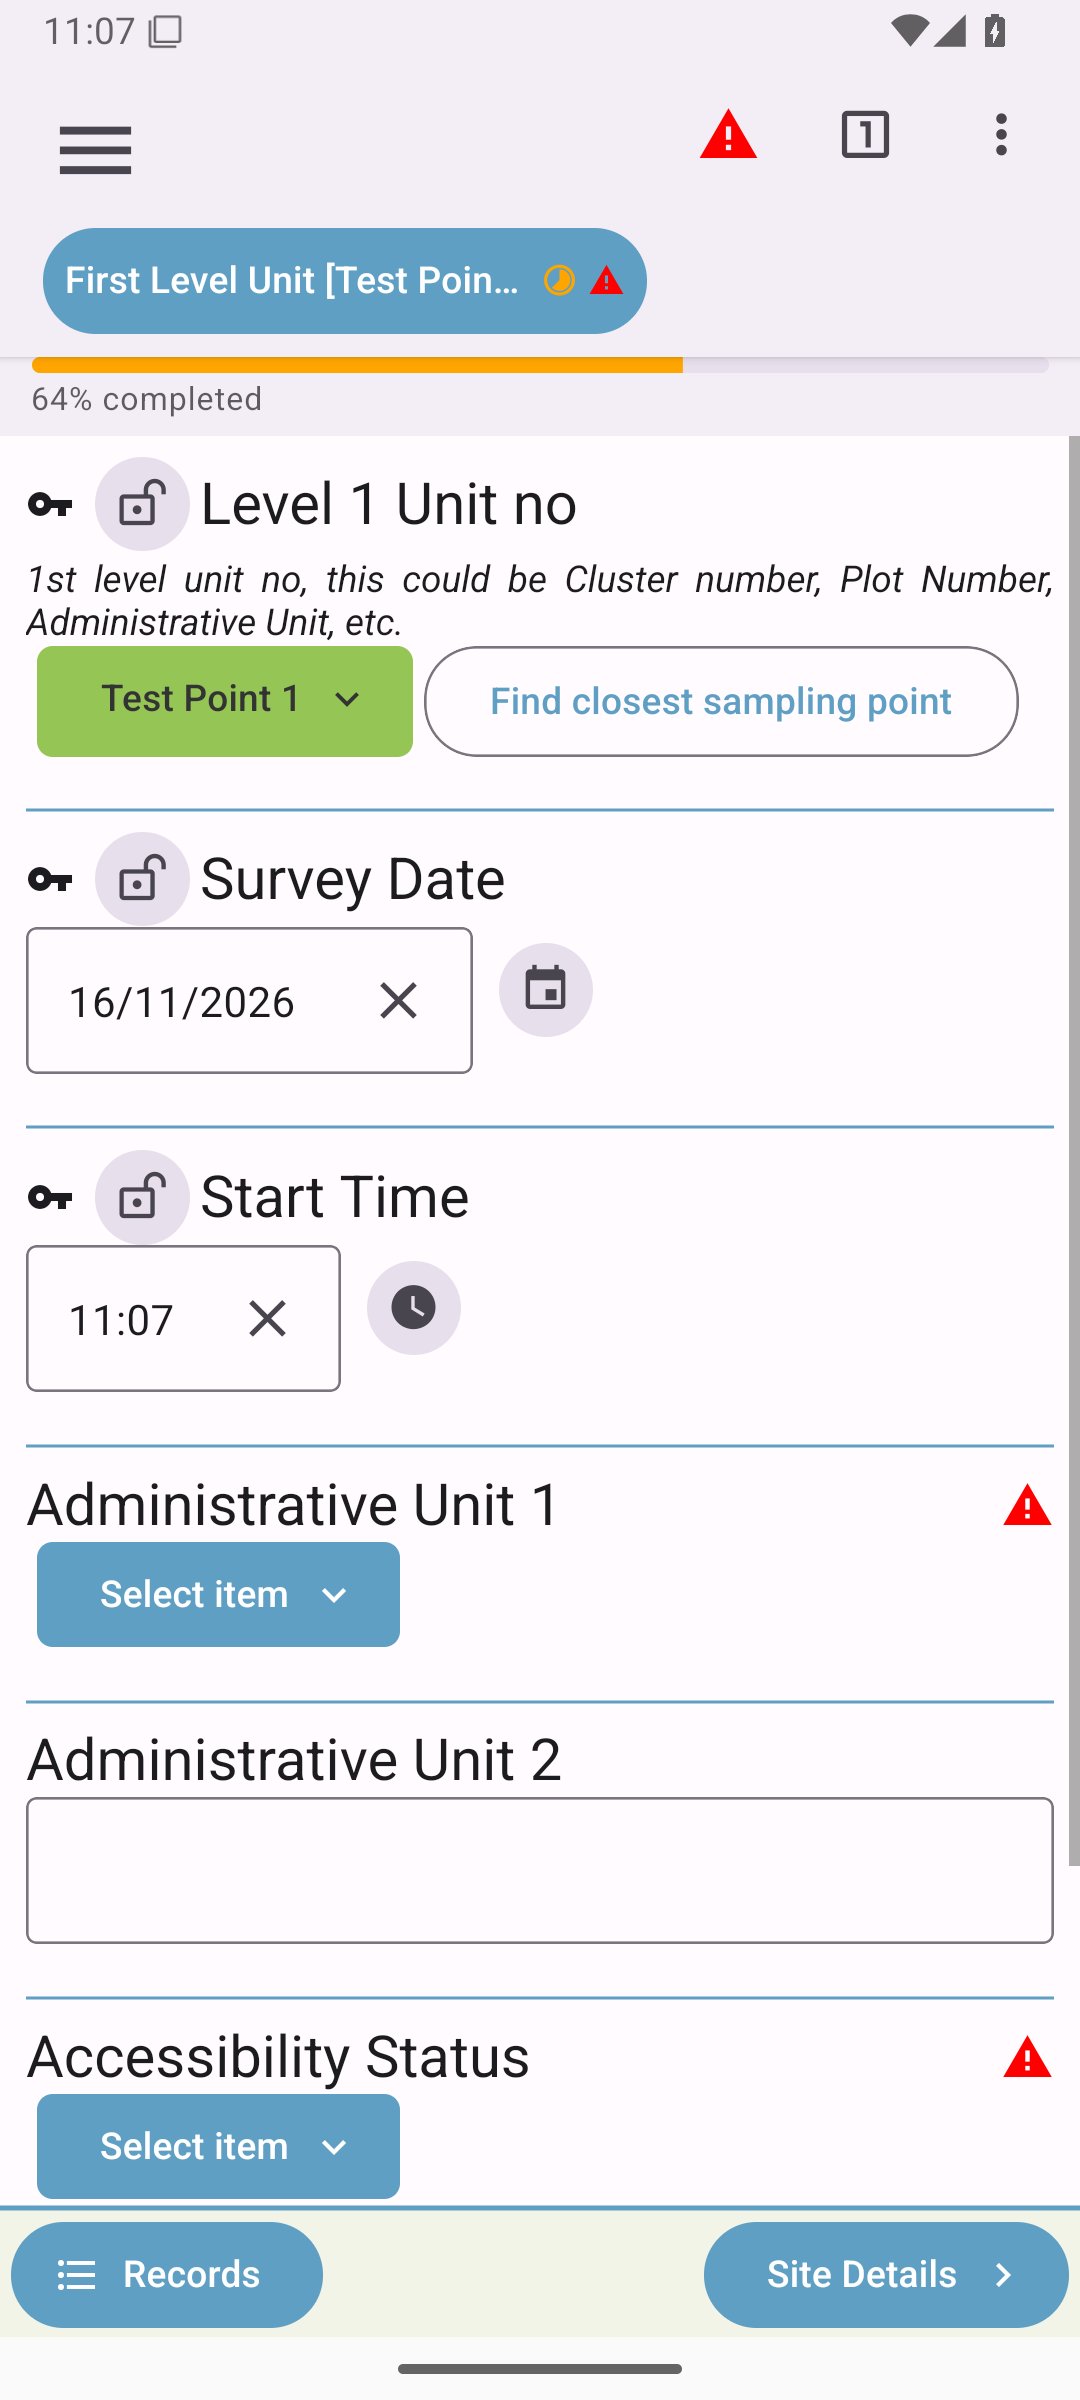 11:07
1
First Level Unit [Test Poin...
64% completed
Level 1 Unit no
1st level unit no, this could be Cluster number, Plot Number,
Administrative Unit, etc.
Test Point 1
Find closest sampling point
Survey Date
16/11/2026
Start Time
11:07
Administrative Unit 1
Select item
Administrative Unit 2
Accessibility Status
Select item
Records
Site Details